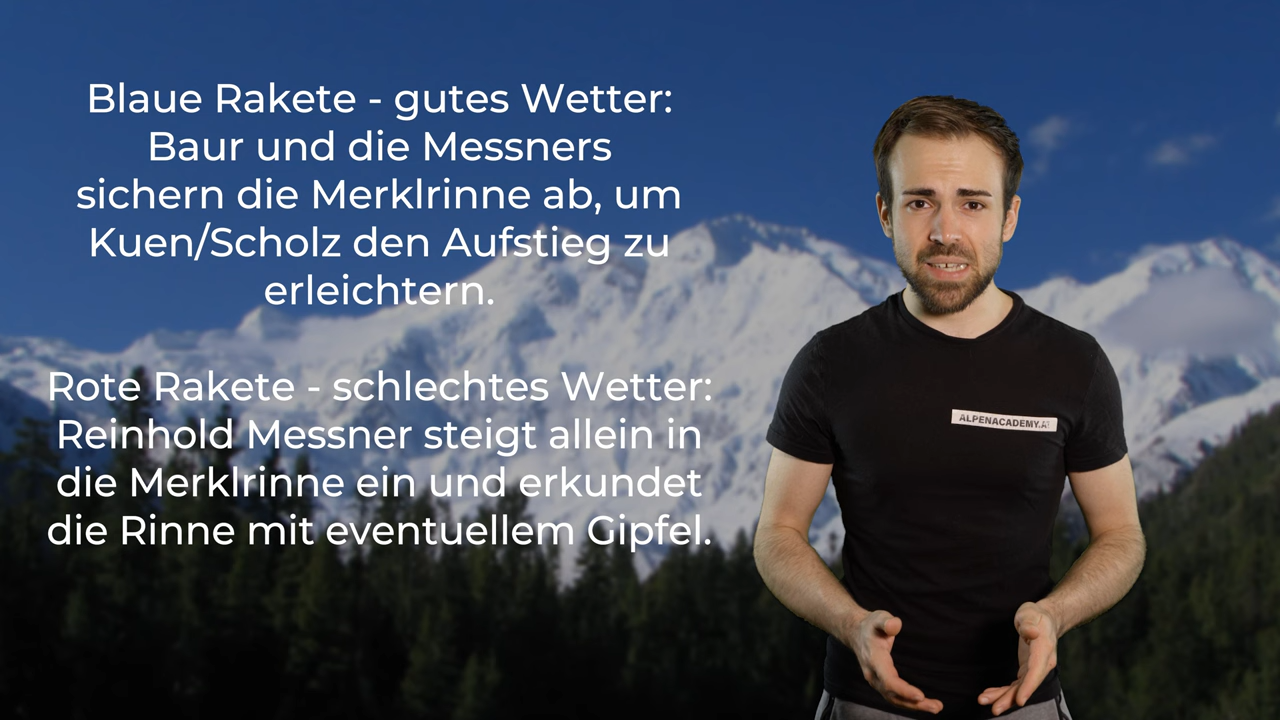 Blaue Rakete - gutes Wetter:
Baur und die Messners
sichern die Merklrinne ab, um
Kuen/Scholz den Aufstieg zu
erleichtern.
Rote Rakete - schlechtes Wetter:
Reinhold Messner steigt allein in
die Merklrinne ein und erkundet
die Rinne mit eventuellem Gipfel.
ALPENACADEMY.AT